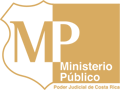 MP
Ministerio
Público
Poder Judicial de Costa Rica